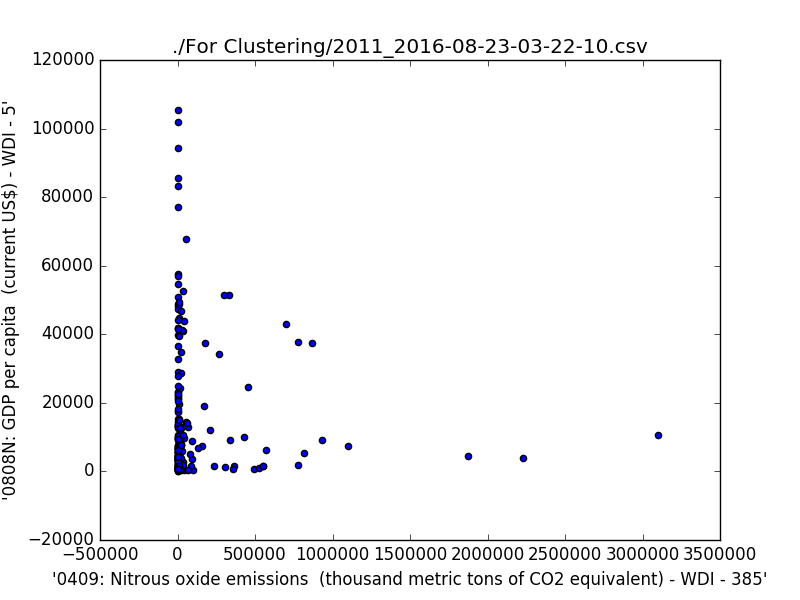 ./For Clustering/2011_2016-08-23-03-22-10.csv
120000
100000
80000
60000
40000
20000
0
−20000
'0808N: GDP per capita  (current US$) - WDI - 5'
−500000 0 500000 1000000 1500000 2000000 2500000 3000000 3500000
'0409: Nitrous oxide emissions  (thousand metric tons of CO2 equivalent) - WDI - 385'